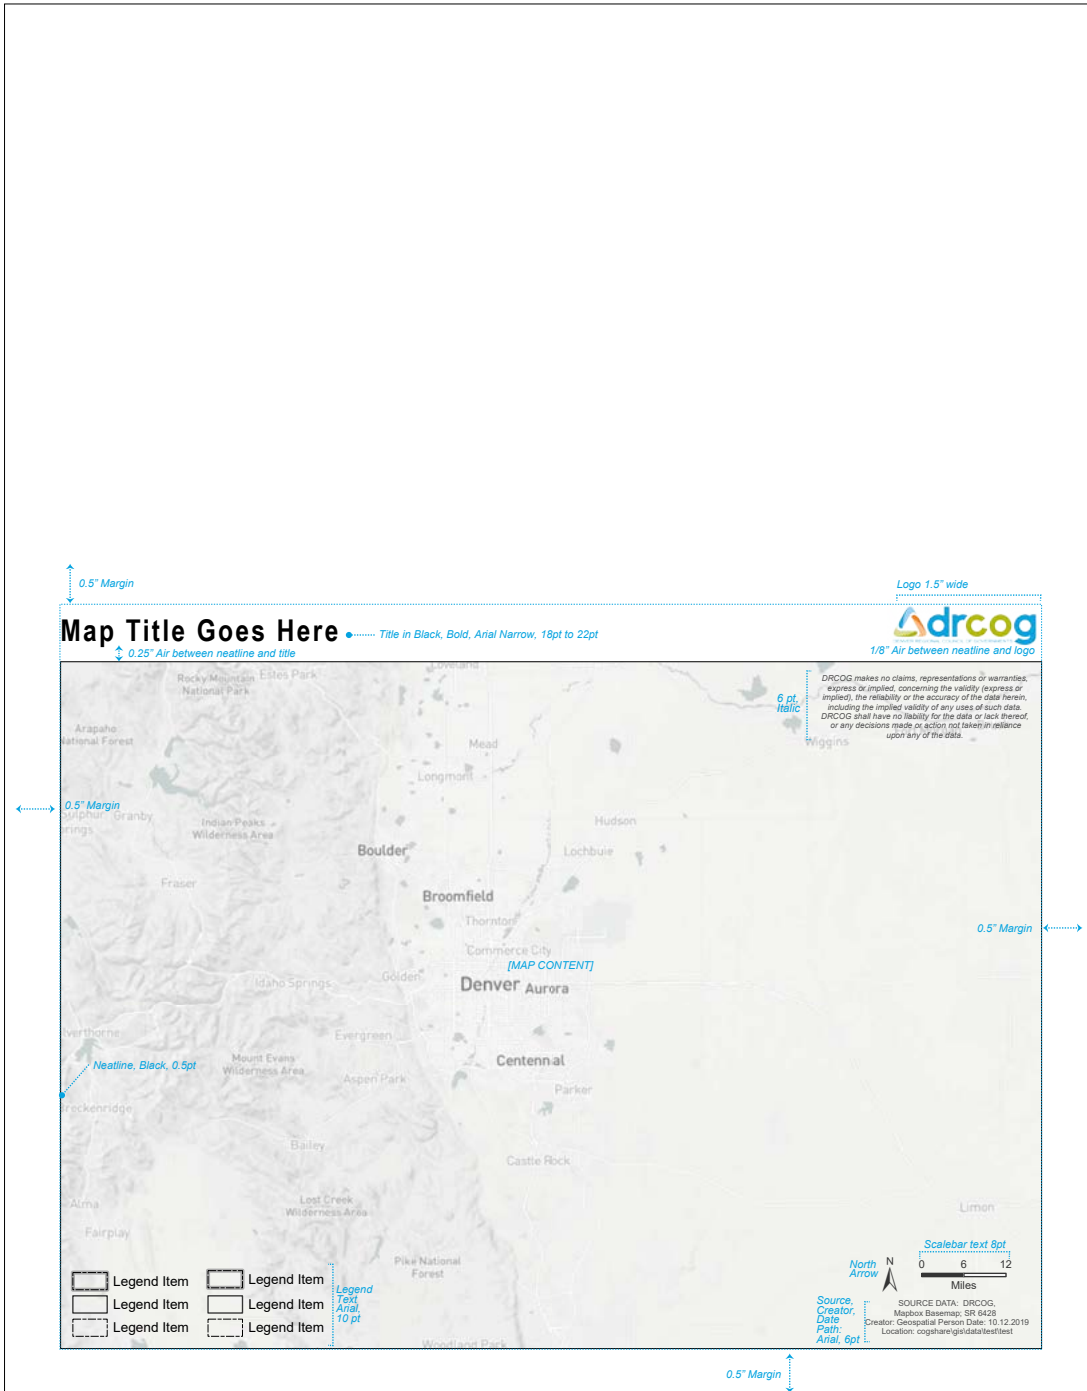 0.5" Margin
Logo 1.5" wide
Map Title Goes Here
Title in Black, Bold, Arial Narrow, 18pt to 22pt
drcog
0.25" Air between neatline and title
1/8" Air between neatline and logo
Loveland
Rocky Mountain
National Park
Estes Park
6 pt,
Italic
DRCOG makes no claims, representations or warranties,
express or implied, concerning the validity (express or
implied), the reliability or the accuracy of the data herein,
including the implied validity of any uses of such data.
DRCOG shall have no liability for the data or lack thereof,
or any decisions made or action not taken in reliance
upon any of the data.
Arapaho
National Forest
Mead
Wiggins
Longmont
0.5" Margin
Sulphur
rings
Granby
Indian Peaks
Wilderness Area
Hudson
Boulder
Lochbuie
Fraser
Broomfield
Thornton
0.5" Margin
Commerce City
[MAP CONTENT]
Golden
Idaho Springs
Denver
Aurora
lverthorne
Evergreen
Mount Evans
Wilderness Area
Centennial
Neatline, Black, 0.5pt
Aspen Park
Parker
reckenridge
Bailey
Castle Rock
Alma
Lost Creek
Wilderness Area
Limon
Fairplay
Pike National
Forest
Scalebar text 8pt
North
Arrow
N
0 6 12
Miles
Legend Item
Legend Item
Legend Item
Legend Item
Legend Item
Legend Item
Legend
Text
Arial,
10 pt
Source,
Creator,
Date
Path:
Arial, 6pt
SOURCE DATA: DRCOG,
Mapbox Basemap; SR 6428
Creator: Geospatial Person Date: 10.12.2019
Location: cogshare\gis\data\test\test
Woodland Park
0.5" Margin